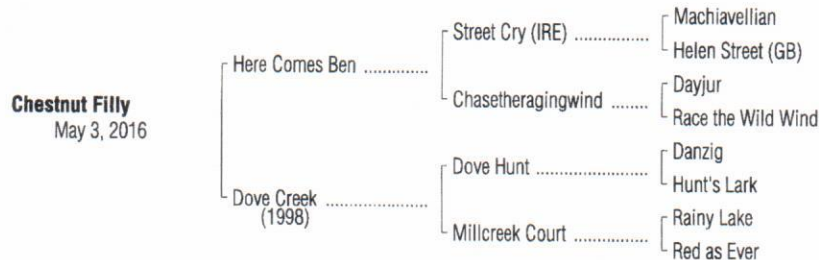 Machiavellian
Street Cry (IRE) ..................
Helen Street (GB)
Here Comes Ben ..............
Dayjur
Chasetheragingwind .......
Race the Wild Wind
Chestnut Filly
May 3, 2016
Danzig
Dove Hunt .........................
Hunt's Lark
Dove Creek ......................
(1998)
Rainy Lake
Millcreek Court .................
Red as Ever